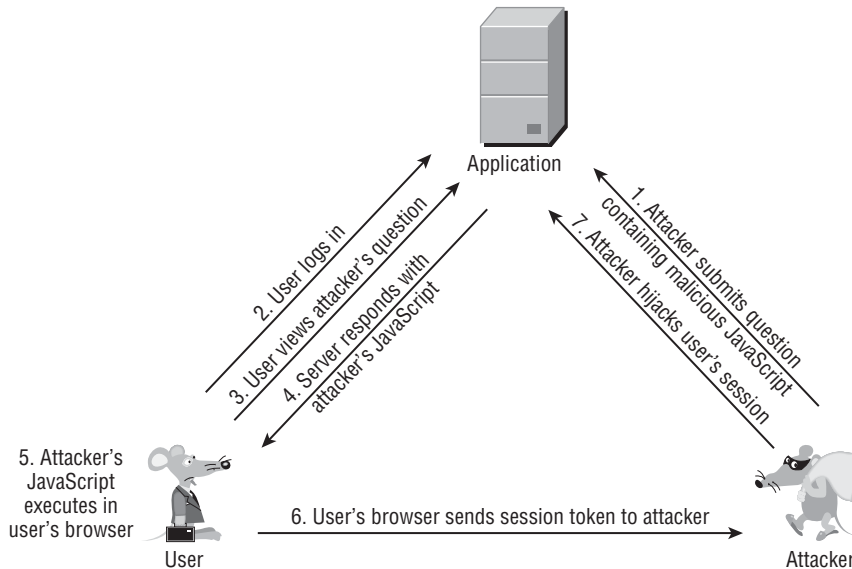 Application
1. Attacker submits question
containing malicious JavaScript
7. Attacker hijacks user's session
2. User logs in
3. User views attacker's question
4. Server responds with
attacker's JavaScript
5. Attacker's
JavaScript
executes in
user's browser
6. User's browser sends session token to attacker
User
Attacker